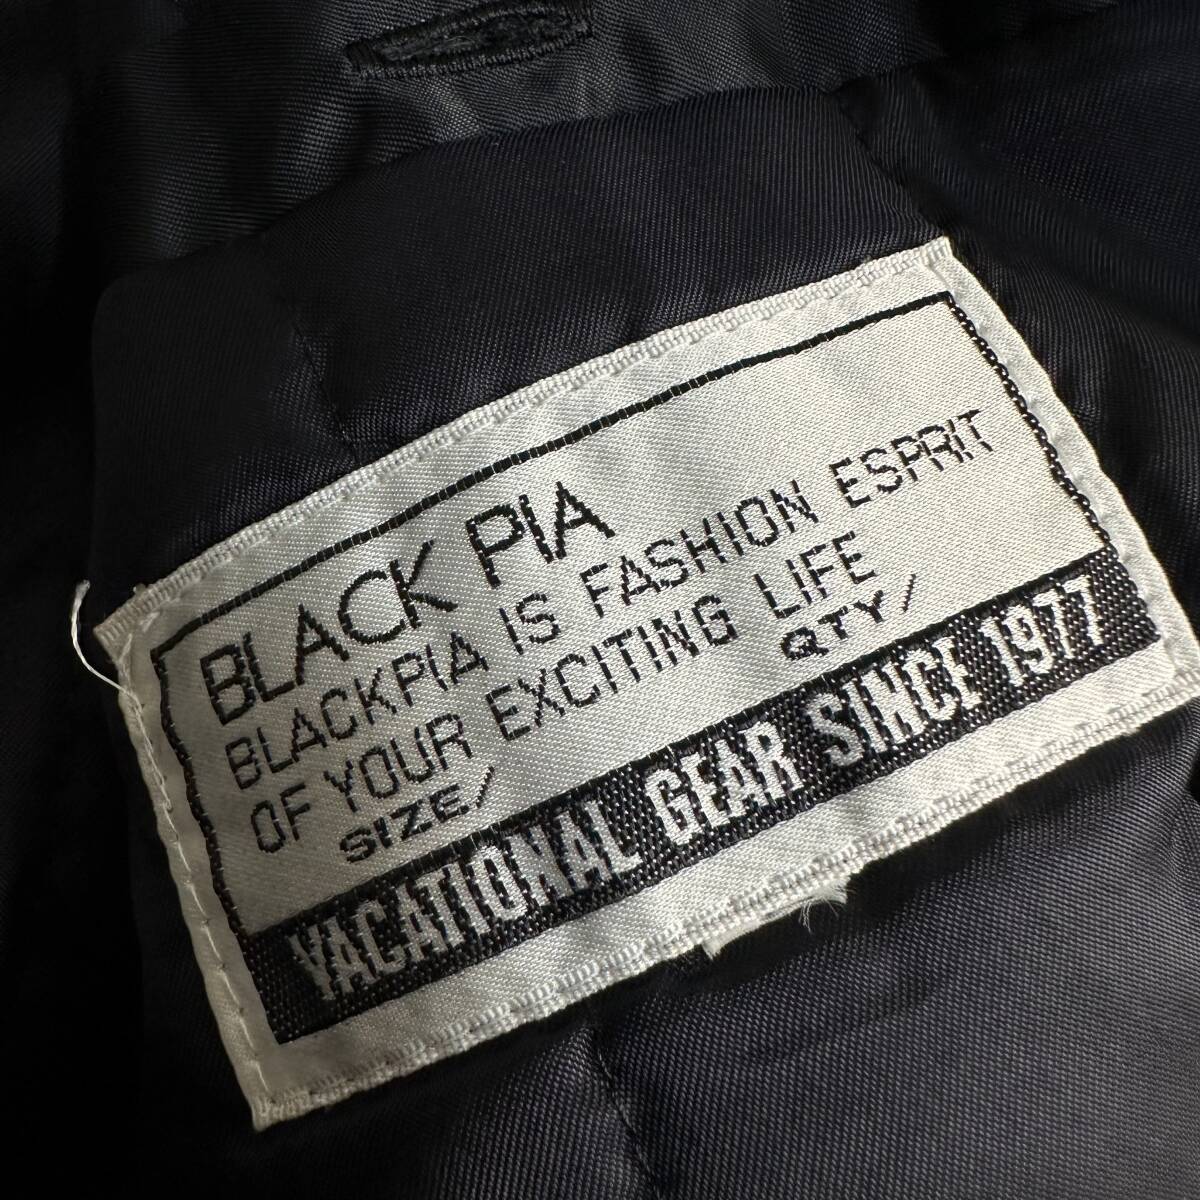 BLACK PIA
BLACKPIA IS FASHION ESPRIT
OF YOUR EXCITING LIFE
SIZE/ QTY/
VACATIONAL GEAR SINCE 1977